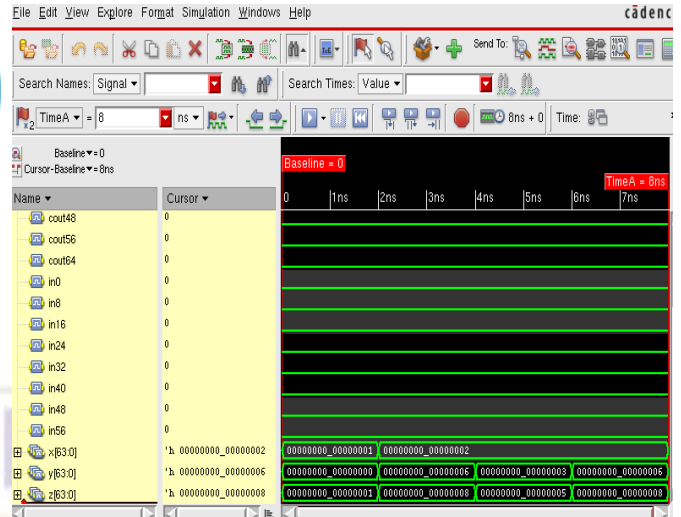 File Edit View Explore Format Simulation Windows Help cādenc
Send To:
Search Names: Signal Search Times: Value
TimeA = 8 ns 8ns + 0 Time:
Baseline = 0
Cursor-Baseline = 8ns
Baseline = 0
TimeA = 8ns
Name Cursor 0 1ns 2ns 3ns 4ns 5ns 6ns 7ns
cout48 0
cout56 0
cout64 0
in0 0
in8 0
in16 0
in24 0
in32 0
in40 0
in48 0
in56 0
x[63:0] 'h 00000000_00000002 00000000_00000001 00000000_00000002
y[63:0] 'h 00000000_00000006 00000000_00000000 00000000_00000006 00000000_00000003 00000000_00000006
z[63:0] 'h 00000000_00000008 00000000_00000001 00000000_00000008 00000000_00000005 00000000_00000008